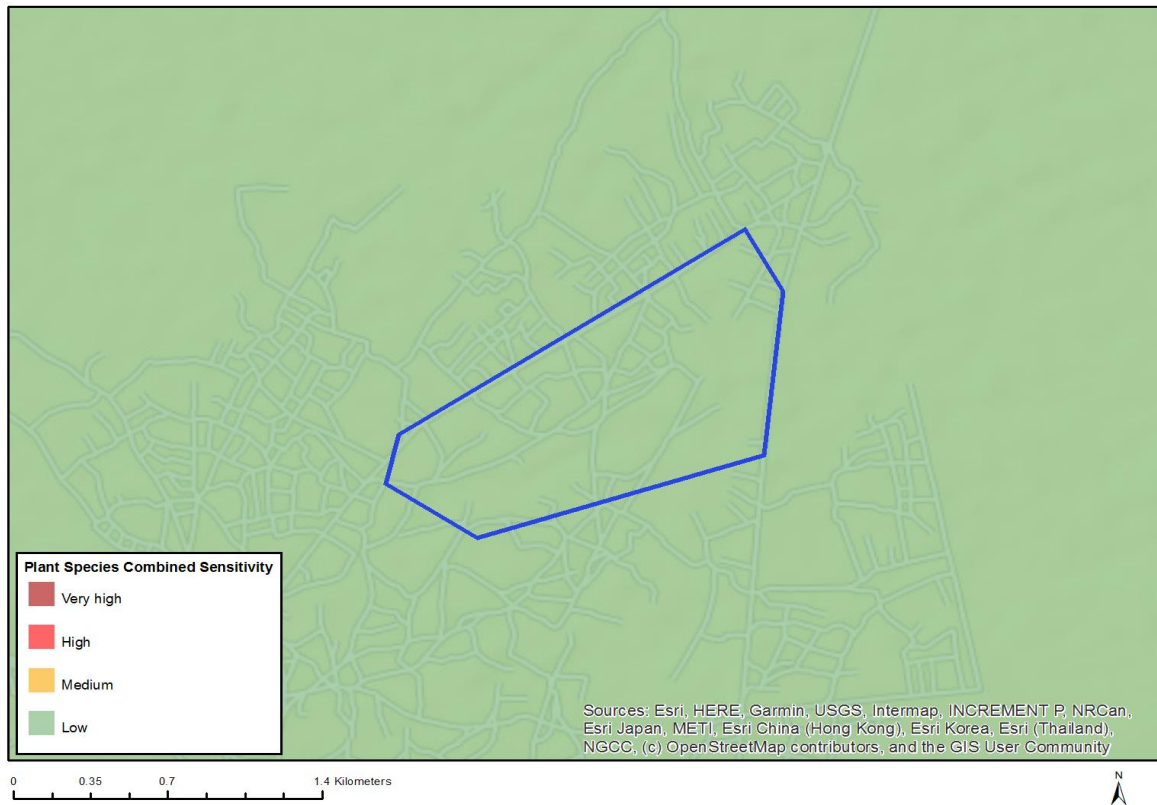 Plant Species Combined Sensitivity
Very high
High
Medium
Low
Sources: Esri, HERE, Garmin, USGS, Intermap, INCREMENT P, NRCan,
Esri Japan, METI, Esri China (Hong Kong), Esri Korea, Esri (Thailand),
NGCC, (c) OpenStreetMap contributors, and the GIS User Community
0 0.35 0.7 1.4 Kilometers
N